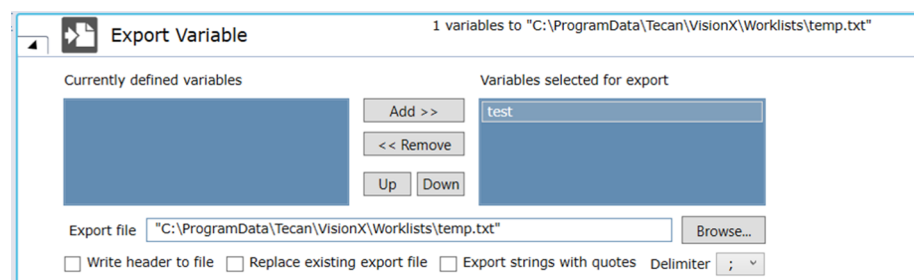 Export Variable
1 variables to "C:\ProgramData\Tecan\VisionX\Worklists\temp.txt"
Currently defined variables
Variables selected for export
Add >>
test
<< Remove
Up Down
Export file "C:\ProgramData\Tecan\VisionX\Worklists\temp.txt" Browse...
Write header to file Replace existing export file Export strings with quotes Delimiter ;